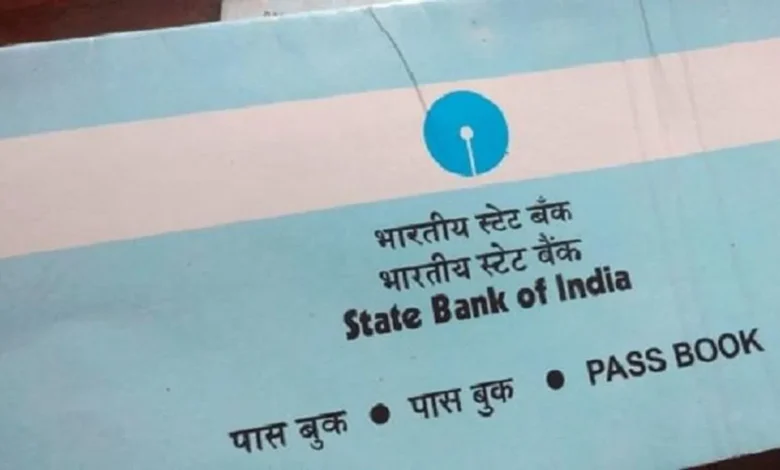 भारतीय स्टेट बँक
भारतीय स्टेट बैंक
State Bank of India
पास बुक ● पास बुक ● PASS BOOK